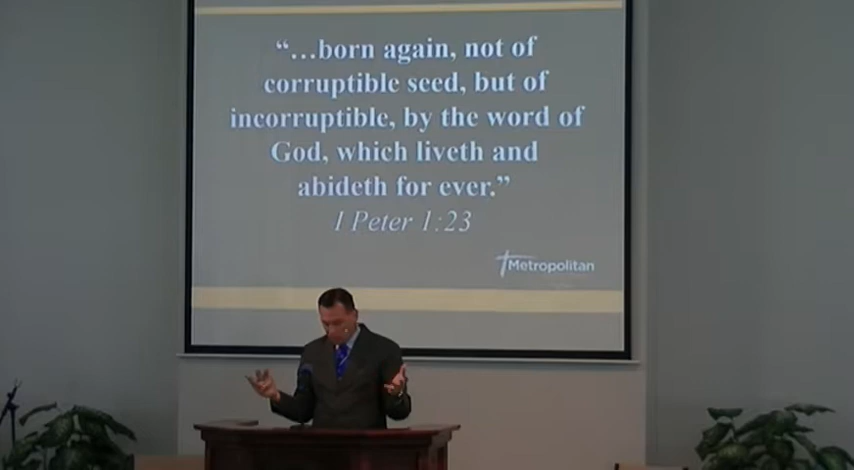 “…born again, not of
corruptible seed, but of
incorruptible, by the word of
God, which liveth and
abideth for ever.”
I Peter 1:23
Metropolitan